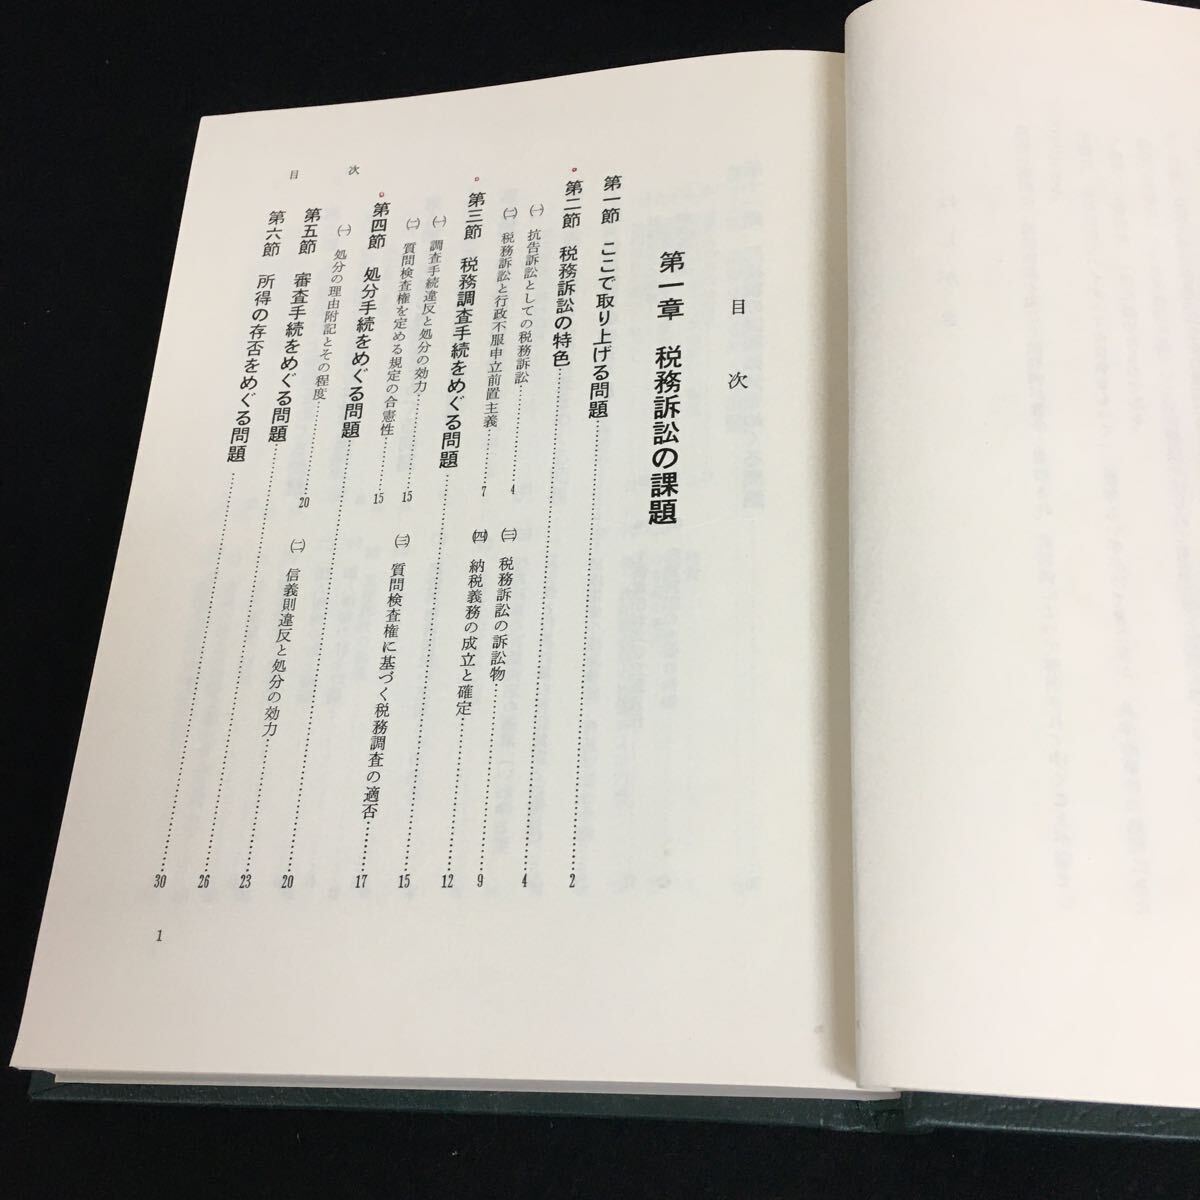 目次
第一章 税務訴訟の課題
第一節 ここで取り上げる問題……2
第二節 税務訴訟の特色……4
㈠ 抗告訴訟としての税務訴訟……4 ㈢ 税務訴訟の訴訟物……9
㈡ 税務訴訟と行政不服申立前置主義……7 ㈣ 納税義務の成立と確定……12
第三節 税務調査手続をめぐる問題……15
㈠ 調査手続違反と処分の効力……15 ㈢ 質問検査権に基づく税務調査の適否……17
㈡ 質問検査権を定める規定の合憲性……15
第四節 処分手続をめぐる問題……20
㈠ 処分の理由附記とその程度……20 ㈡ 信義則違反と処分の効力……23
第五節 審査手続をめぐる問題……26
第六節 所得の存否をめぐる問題……30
目次
1